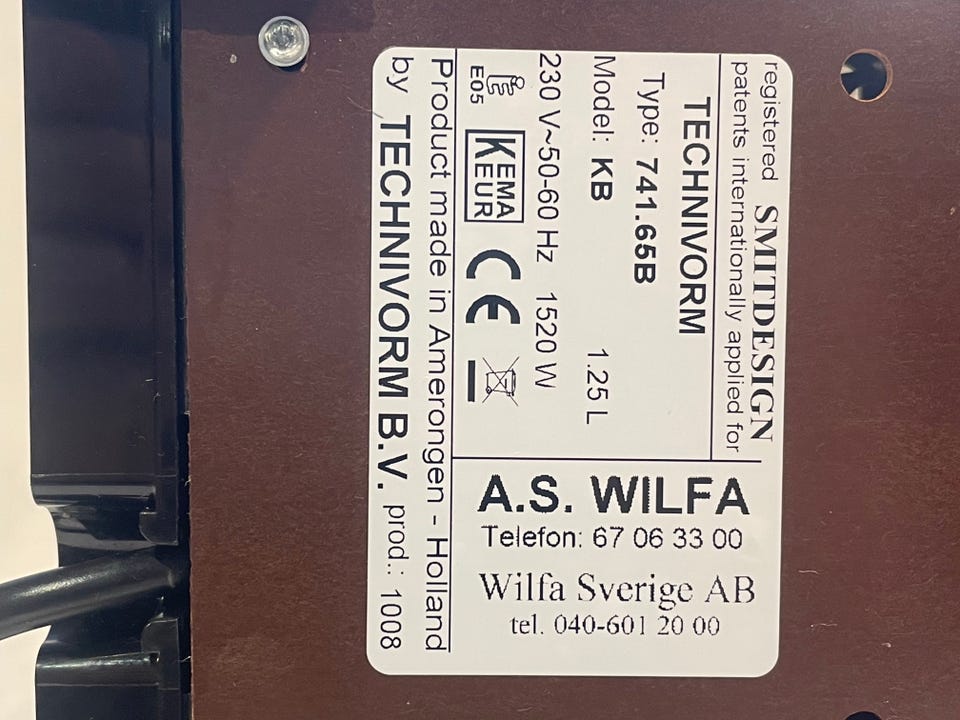 registered SMITDESIGN
patents internationally applied for
TECHNIVORM
Type: 741.65B
Model: KB 1.25 L
230 V~50-60 Hz 1520 W
E05
KEMA
KEUR
CE
Product made in Amerongen - Holland
by TECHNIVORM B.V. prod.: 1008
A.S. WILFA
Telefon: 67 06 33 00
Wilfa Sverige AB
tel. 040-601 20 00